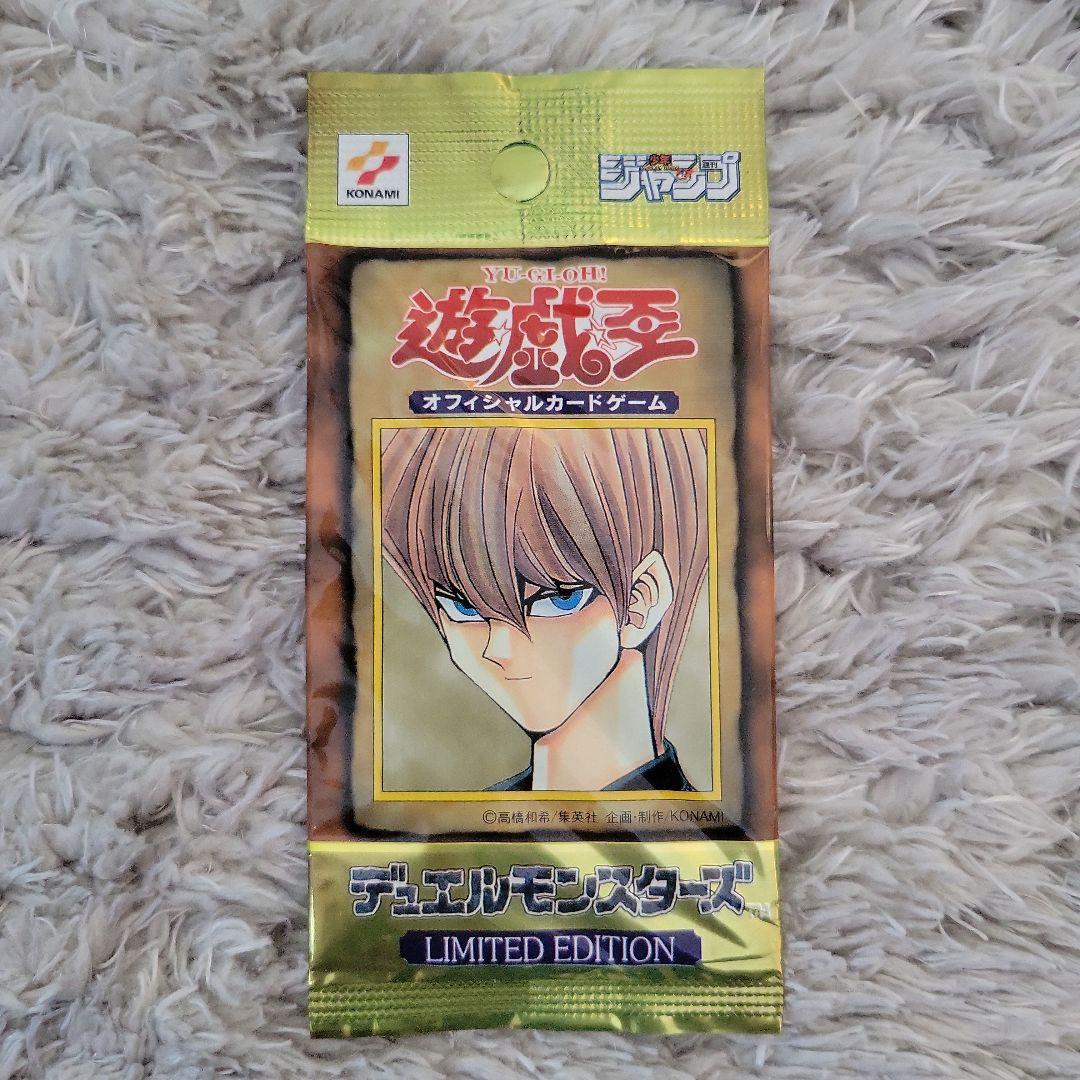 KONAMI
週刊
少年
ジャンプ
YU-GI-OH!
遊☆戯☆王
オフィシャルカードゲーム
©高橋和希/集英社 企画・制作/KONAMI
デュエルモンスターズ
TM
LIMITED EDITION